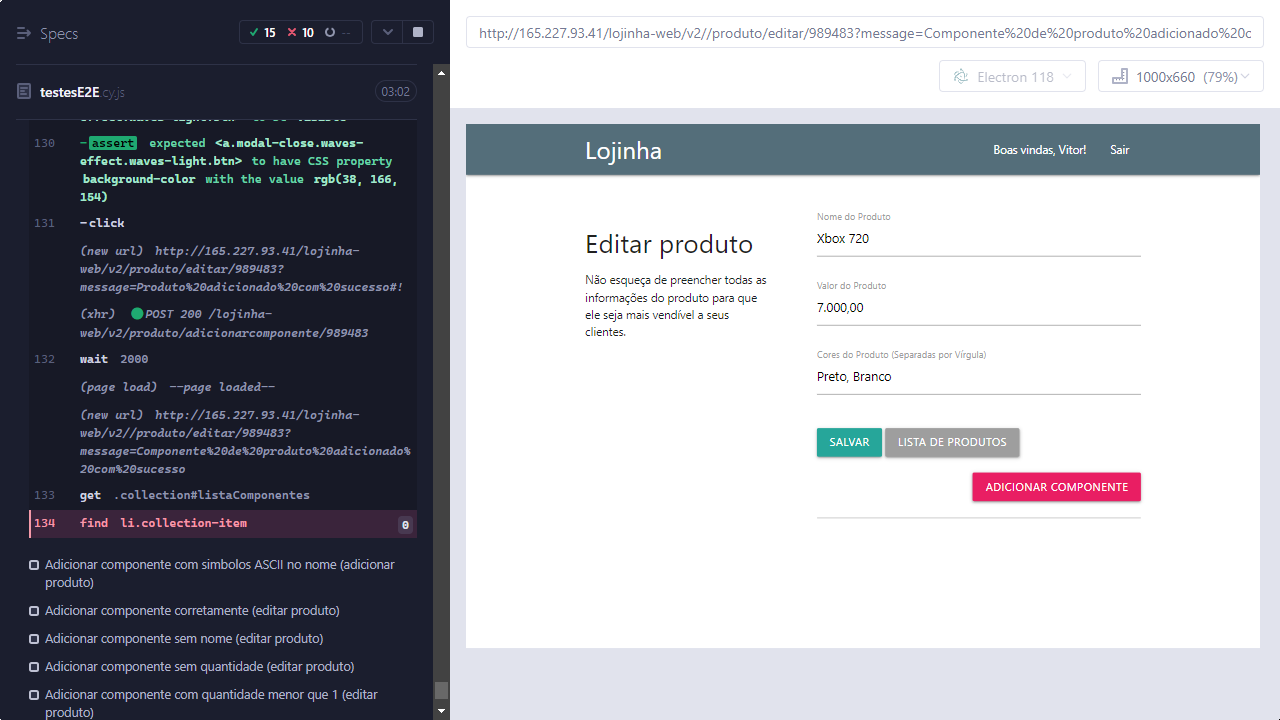 Specs
15
10
--
testesE2E.cy.js
03:02
130
-assert expected <a.modal-close.waves-effect.waves-light.btn> to have CSS property background-color with the value rgb(38, 166, 154)
131
-click
(new url) http://165.227.93.41/lojinha-
web/v2/produto/editar/989483?
message=Produto%20adicionado%20com%20sucesso#!
(xhr) POST 200 /lojinha-
web/v2/produto/adicionarcomponente/989483
132
wait 2000
(page load) --page loaded--
(new url) http://165.227.93.41/lojinha-
web/v2//produto/editar/989483?
message=Componente%20de%20produto%20adicionado%
20com%20sucesso
133
get .collection#listaComponentes
134
find li.collection-item
0
Adicionar componente com simbolos ASCII no nome (adicionar
produto)
Adicionar componente corretamente (editar produto)
Adicionar componente sem nome (editar produto)
Adicionar componente sem quantidade (editar produto)
Adicionar componente com quantidade menor que 1 (editar
produto)
http://165.227.93.41/lojinha-web/v2//produto/editar/989483?message=Componente%20de%20produto%20adicionado%20c
Electron 118
1000x660 (79%)
Lojinha
Boas vindas, Vitor!
Sair
Editar produto
Não esqueça de preencher todas as
informações do produto para que
ele seja mais vendível a seus
clientes.
Nome do Produto
Xbox 720
Valor do Produto
7.000,00
Cores do Produto (Separadas por Vírgula)
Preto, Branco
SALVAR
LISTA DE PRODUTOS
ADICIONAR COMPONENTE